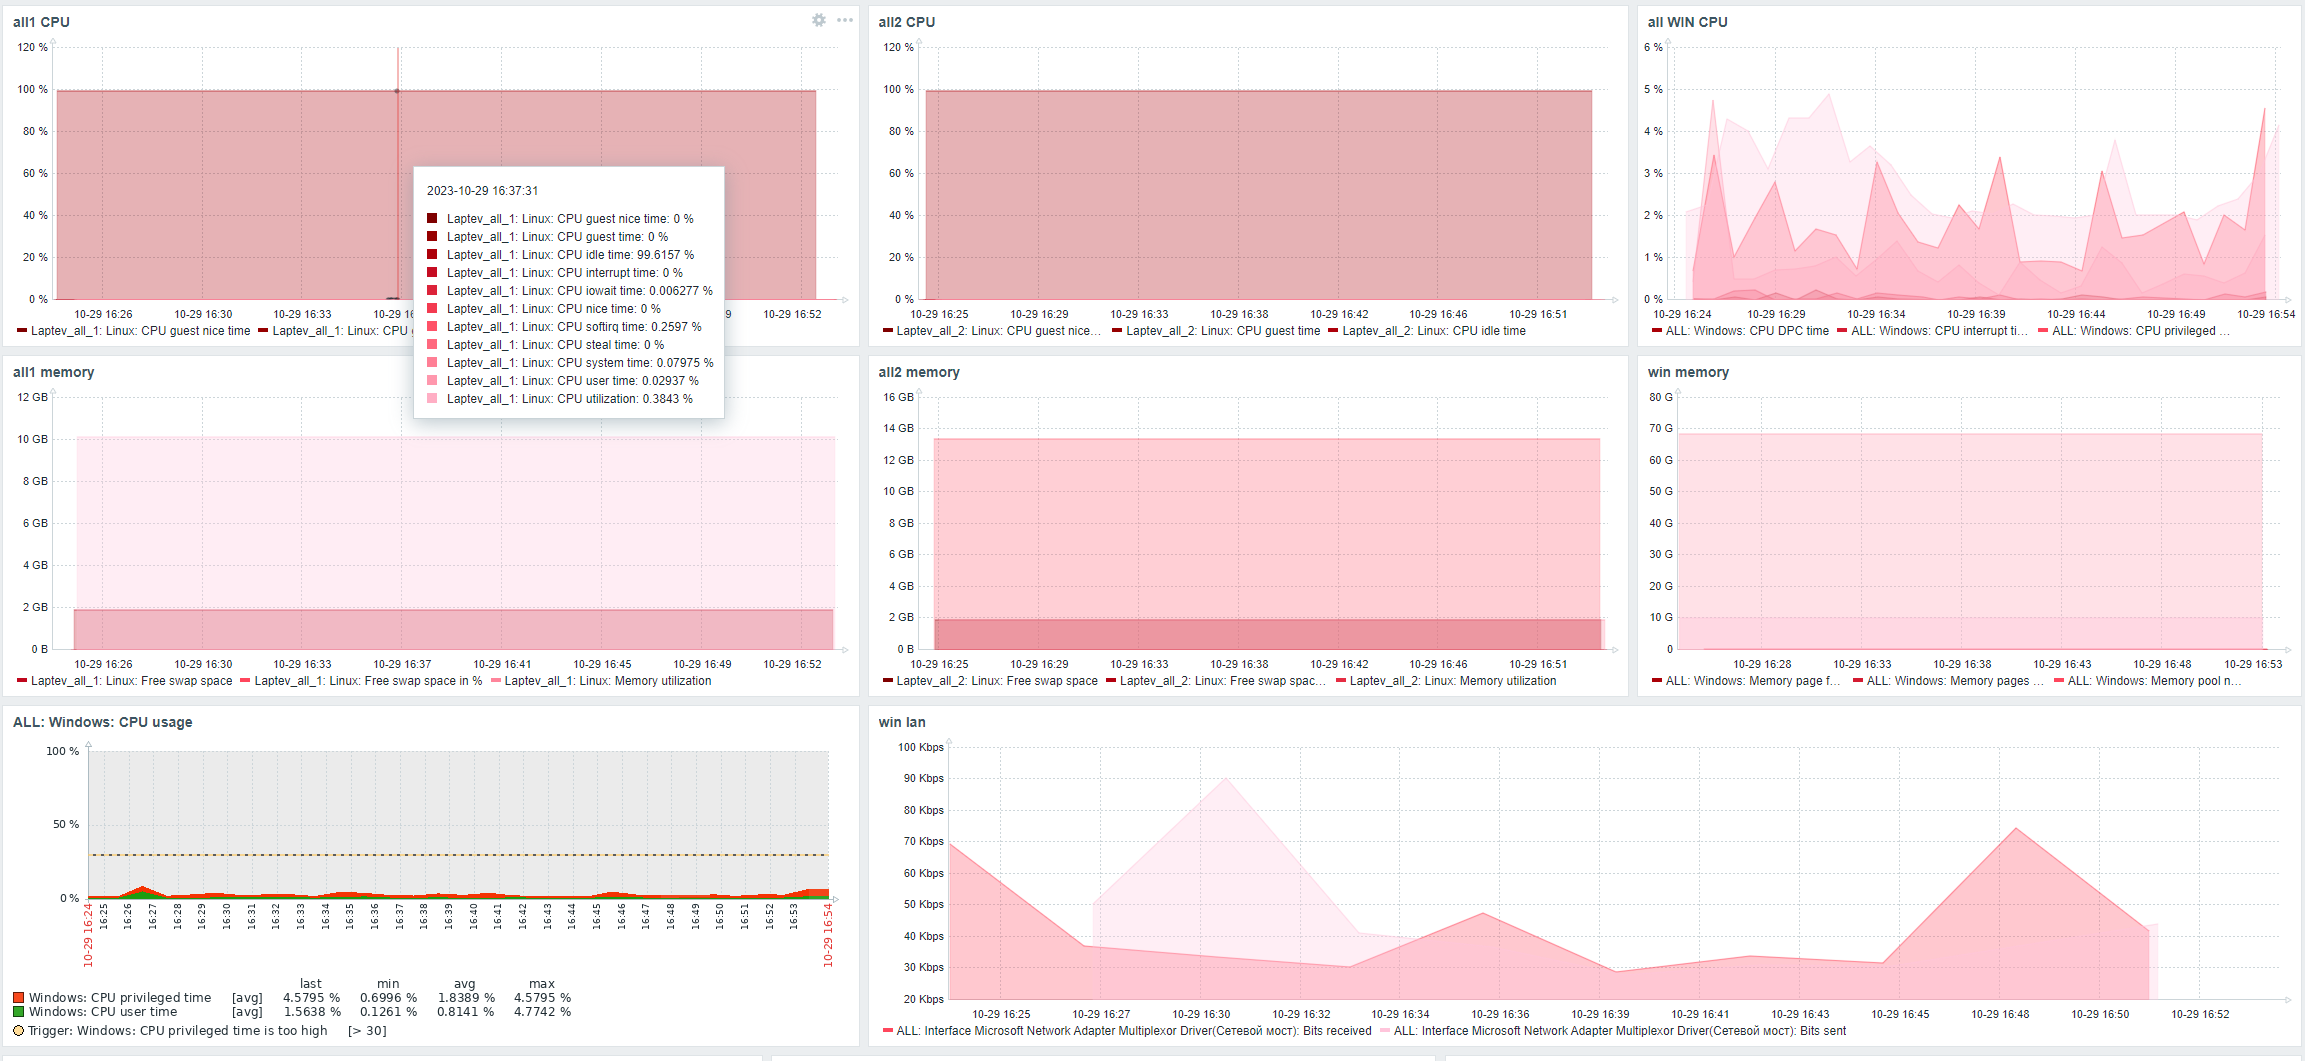 all1 CPU
120 %
100 %
80 %
60 %
40 %
20 %
0 %
10-29 16:26
10-29 16:30
10-29 16:33
10-29 16
9
10-29 16:52
Laptev_all_1: Linux: CPU guest nice time
Laptev_all_1: Linux: CPU
2023-10-29 16:37:31
Laptev_all_1: Linux: CPU guest nice time: 0 %
Laptev_all_1: Linux: CPU guest time: 0 %
Laptev_all_1: Linux: CPU idle time: 99.6157 %
Laptev_all_1: Linux: CPU interrupt time: 0 %
Laptev_all_1: Linux: CPU iowait time: 0.006277 %
Laptev_all_1: Linux: CPU nice time: 0 %
Laptev_all_1: Linux: CPU softirq time: 0.2597 %
Laptev_all_1: Linux: CPU steal time: 0 %
Laptev_all_1: Linux: CPU system time: 0.07975 %
Laptev_all_1: Linux: CPU user time: 0.02937 %
Laptev_all_1: Linux: CPU utilization: 0.3843 %
all2 CPU
120 %
100 %
80 %
60 %
40 %
20 %
0 %
10-29 16:25
10-29 16:29
10-29 16:33
10-29 16:38
10-29 16:42
10-29 16:46
10-29 16:51
Laptev_all_2: Linux: CPU guest nice...
Laptev_all_2: Linux: CPU guest time
Laptev_all_2: Linux: CPU idle time
all WIN CPU
6 %
5 %
4 %
3 %
2 %
1 %
0 %
10-29 16:24
10-29 16:29
10-29 16:34
10-29 16:39
10-29 16:44
10-29 16:49
10-29 16:54
ALL: Windows: CPU DPC time
ALL: Windows: CPU interrupt ti...
ALL: Windows: CPU privileged ...
all1 memory
12 GB
10 GB
8 GB
6 GB
4 GB
2 GB
0 B
10-29 16:26
10-29 16:30
10-29 16:33
10-29 16:37
10-29 16:41
10-29 16:45
10-29 16:49
10-29 16:52
Laptev_all_1: Linux: Free swap space
Laptev_all_1: Linux: Free swap space in %
Laptev_all_1: Linux: Memory utilization
all2 memory
16 GB
14 GB
12 GB
10 GB
8 GB
6 GB
4 GB
2 GB
0 B
10-29 16:25
10-29 16:29
10-29 16:33
10-29 16:38
10-29 16:42
10-29 16:46
10-29 16:51
Laptev_all_2: Linux: Free swap space
Laptev_all_2: Linux: Free swap spac...
Laptev_all_2: Linux: Memory utilization
win memory
80 G
70 G
60 G
50 G
40 G
30 G
20 G
10 G
0
10-29 16:28
10-29 16:33
10-29 16:38
10-29 16:43
10-29 16:48
10-29 16:53
ALL: Windows: Memory page f...
ALL: Windows: Memory pages ...
ALL: Windows: Memory pool n...
ALL: Windows: CPU usage
100 %
50 %
0 %
10-29 16:24
16:25
16:26
16:27
16:28
16:29
16:30
16:31
16:32
16:33
16:34
16:35
16:36
16:37
16:38
16:39
16:40
16:41
16:42
16:43
16:44
16:45
16:46
16:47
16:48
16:49
16:50
16:51
16:52
16:53
10-29 16:54
last min avg max
Windows: CPU privileged time [avg] 4.5795 % 0.6996 % 1.8389 % 4.5795 %
Windows: CPU user time [avg] 1.5638 % 0.1261 % 0.8141 % 4.7742 %
Trigger: Windows: CPU privileged time is too high [> 30]
win lan
100 Kbps
90 Kbps
80 Kbps
70 Kbps
60 Kbps
50 Kbps
40 Kbps
30 Kbps
20 Kbps
10-29 16:25
10-29 16:27
10-29 16:30
10-29 16:32
10-29 16:34
10-29 16:36
10-29 16:39
10-29 16:41
10-29 16:43
10-29 16:45
10-29 16:48
10-29 16:50
10-29 16:52
ALL: Interface Microsoft Network Adapter Multiplexor Driver(Сетевой мост): Bits received
ALL: Interface Microsoft Network Adapter Multiplexor Driver(Сетевой мост): Bits sent